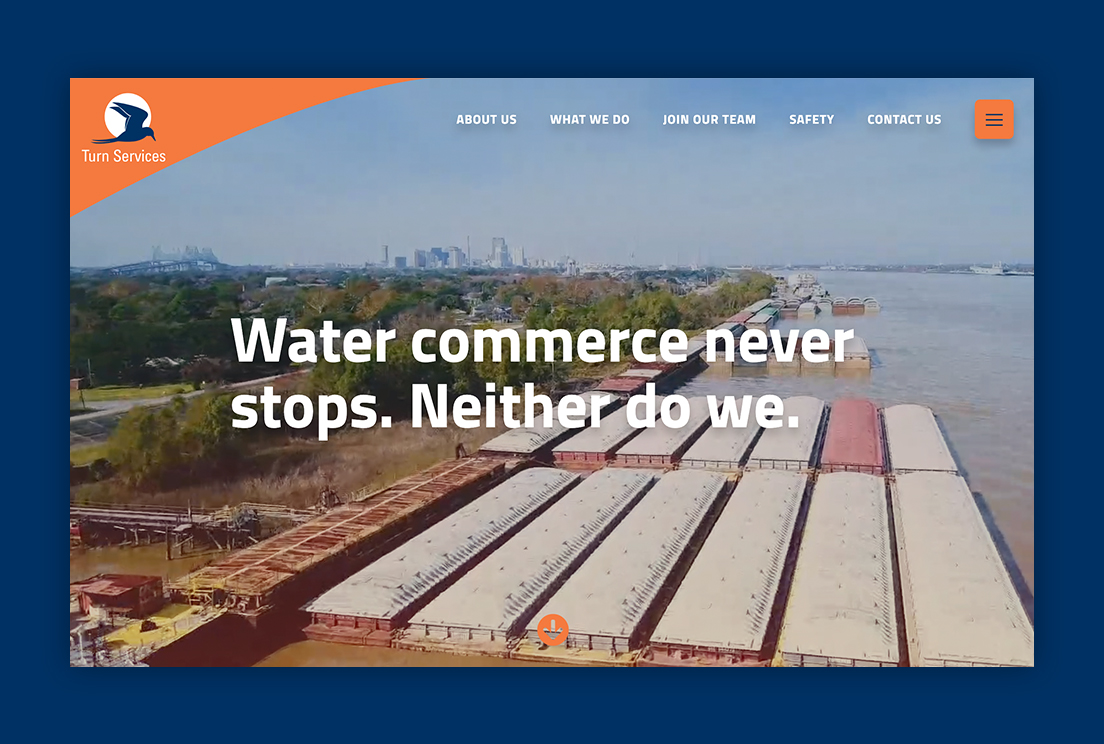 Turn Services
ABOUT US
WHAT WE DO
JOIN OUR TEAM
SAFETY
CONTACT US
Water commerce never
stops. Neither do we.